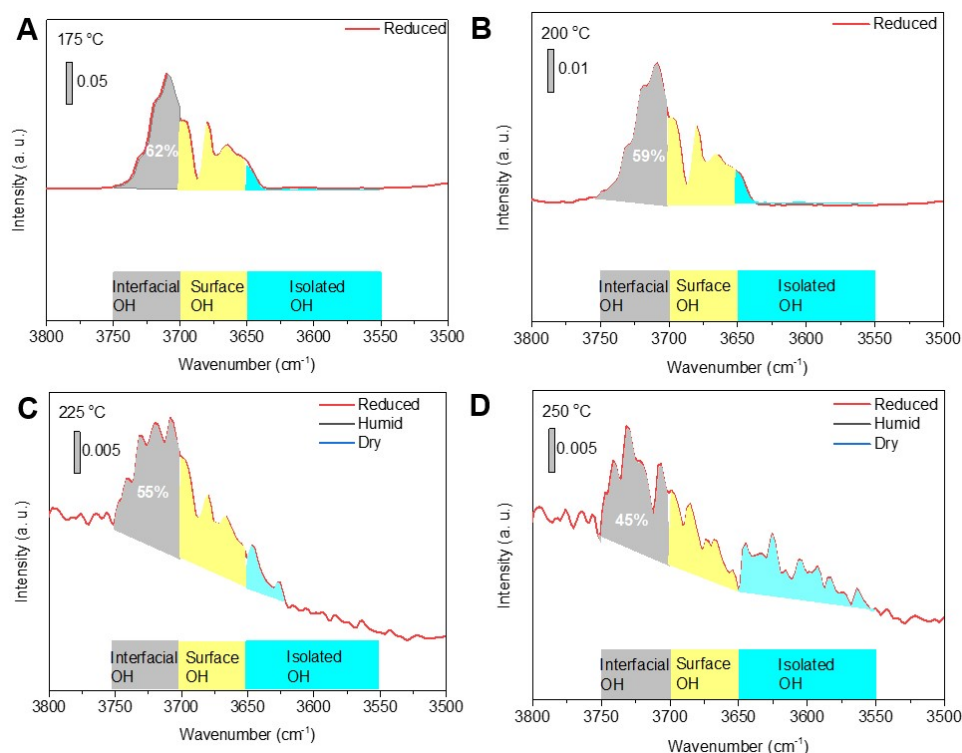 A
175 °C
0.05
Reduced
62%
Interfacial
OH
Surface
OH
Isolated
OH
3800 3750 3700 3650 3600 3550 3500
Wavenumber (cm⁻¹)
Intensity (a. u.)
B
200 °C
0.01
Reduced
59%
Interfacial
OH
Surface
OH
Isolated
OH
3800 3750 3700 3650 3600 3550 3500
Wavenumber (cm⁻¹)
Intensity (a. u.)
C
225 °C
0.005
Reduced
Humid
Dry
55%
Interfacial
OH
Surface
OH
Isolated
OH
3800 3750 3700 3650 3600 3550 3500
Wavenumber (cm⁻¹)
Intensity (a. u.)
D
250 °C
0.005
Reduced
Humid
Dry
45%
Interfacial
OH
Surface
OH
Isolated
OH
3800 3750 3700 3650 3600 3550 3500
Wavenumber (cm⁻¹)
Intensity (a. u.)